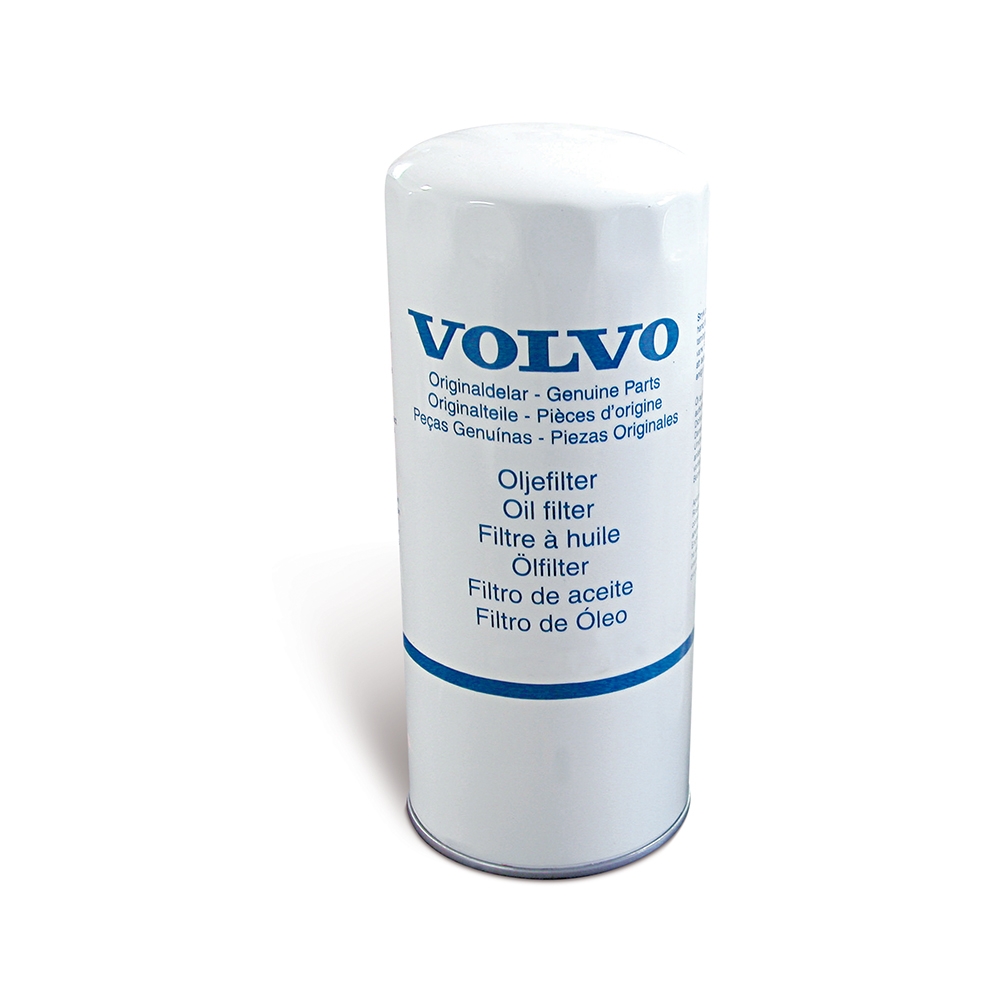 VOLVO
Originaldelar - Genuine Parts
Originalteile - Pièces d'origine
Peças Genuínas - Piezas Originales
Oljefilter
Oil filter
Filtre à huile
Ölfilter
Filtro de aceite
Filtro de Óleo